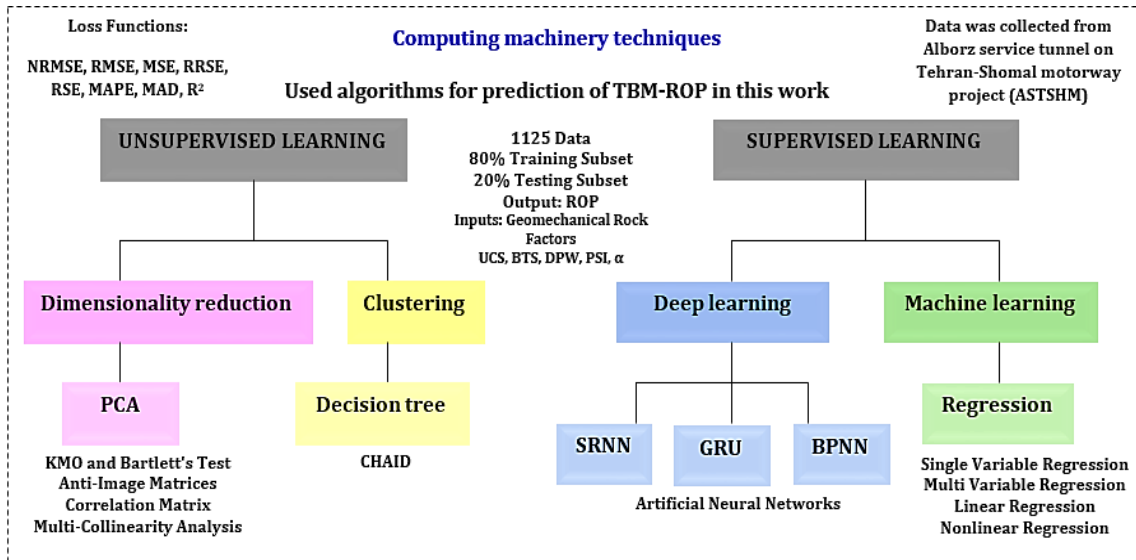 Loss Functions:
NRMSE, RMSE, MSE, RRSE,
RSE, MAPE, MAD, R²
Computing machinery techniques
Used algorithms for prediction of TBM-ROP in this work
Data was collected from
Alborz service tunnel on
Tehran-Shomal motorway
project (ASTSHM)
UNSUPERVISED LEARNING
1125 Data
80% Training Subset
20% Testing Subset
Output: ROP
Inputs: Geomechanical Rock
Factors
UCS, BTS, DPW, PSI, α
SUPERVISED LEARNING
Dimensionality reduction
Clustering
Deep learning
Machine learning
PCA
Decision tree
SRNN
GRU
BPNN
Regression
KMO and Bartlett's Test
Anti-Image Matrices
Correlation Matrix
Multi-Collinearity Analysis
CHAID
Artificial Neural Networks
Single Variable Regression
Multi Variable Regression
Linear Regression
Nonlinear Regression